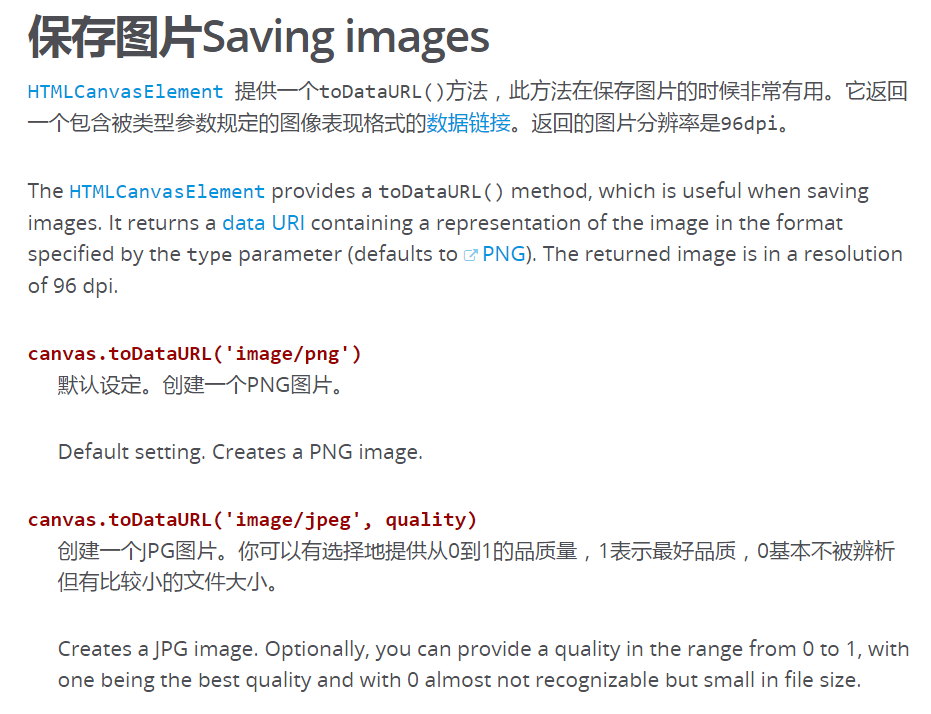 保存图片Saving images
HTMLCanvasElement 提供一个toDataURL()方法，此方法在保存图片的时候非常有用。它返回
一个包含被类型参数规定的图像表现格式的数据链接。返回的图片分辨率是96dpi。
The HTMLCanvasElement provides a toDataURL() method, which is useful when saving
images. It returns a data URI containing a representation of the image in the format
specified by the type parameter (defaults to PNG). The returned image is in a resolution
of 96 dpi.
canvas.toDataURL('image/png')
默认设定。创建一个PNG图片。
Default setting. Creates a PNG image.
canvas.toDataURL('image/jpeg', quality)
创建一个JPG图片。你可以有选择地提供从0到1的品质量，1表示最好品质，0基本不被辨析
但有比较小的文件大小。
Creates a JPG image. Optionally, you can provide a quality in the range from 0 to 1, with
one being the best quality and with 0 almost not recognizable but small in file size.